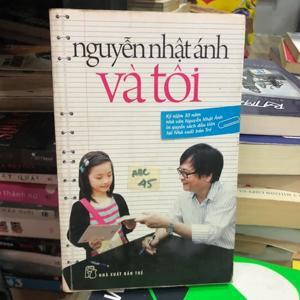 nguyễn nhật ánh
và tôi
Kỷ niệm 30 năm
nhà văn Nguyễn Nhật Ánh
in quyển sách đầu tiên
tại Nhà xuất bản Trẻ
ABC
45
NHÀ XUẤT BẢN TRẺ